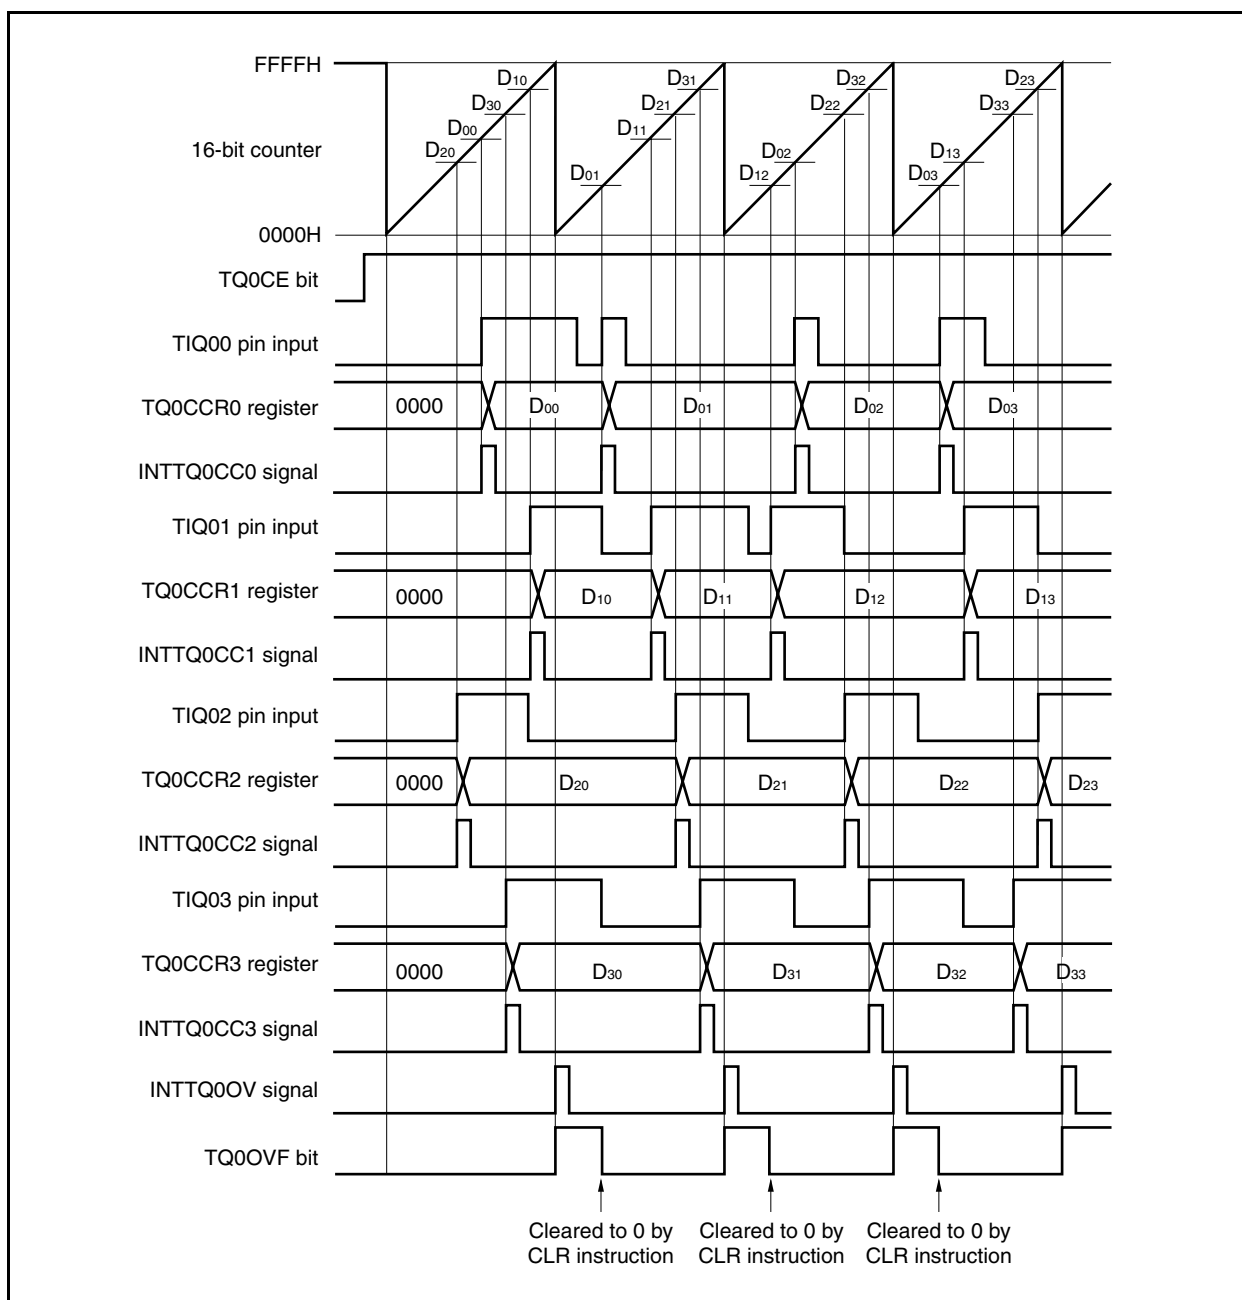 FFFFH
D10
D31
D32
D23
D30
D21
D22
D33
D00
D11
16-bit counter
D20
D02
D13
D01
D12
D03
0000H
TQ0CE bit
TIQ00 pin input
TQ0CCR0 register
0000
D00
D01
D02
D03
INTTQ0CC0 signal
TIQ01 pin input
TQ0CCR1 register
0000
D10
D11
D12
D13
INTTQ0CC1 signal
TIQ02 pin input
TQ0CCR2 register
0000
D20
D21
D22
D23
INTTQ0CC2 signal
TIQ03 pin input
TQ0CCR3 register
0000
D30
D31
D32
D33
INTTQ0CC3 signal
INTTQ0OV signal
TQ0OVF bit
Cleared to 0 by
CLR instruction
Cleared to 0 by
CLR instruction
Cleared to 0 by
CLR instruction